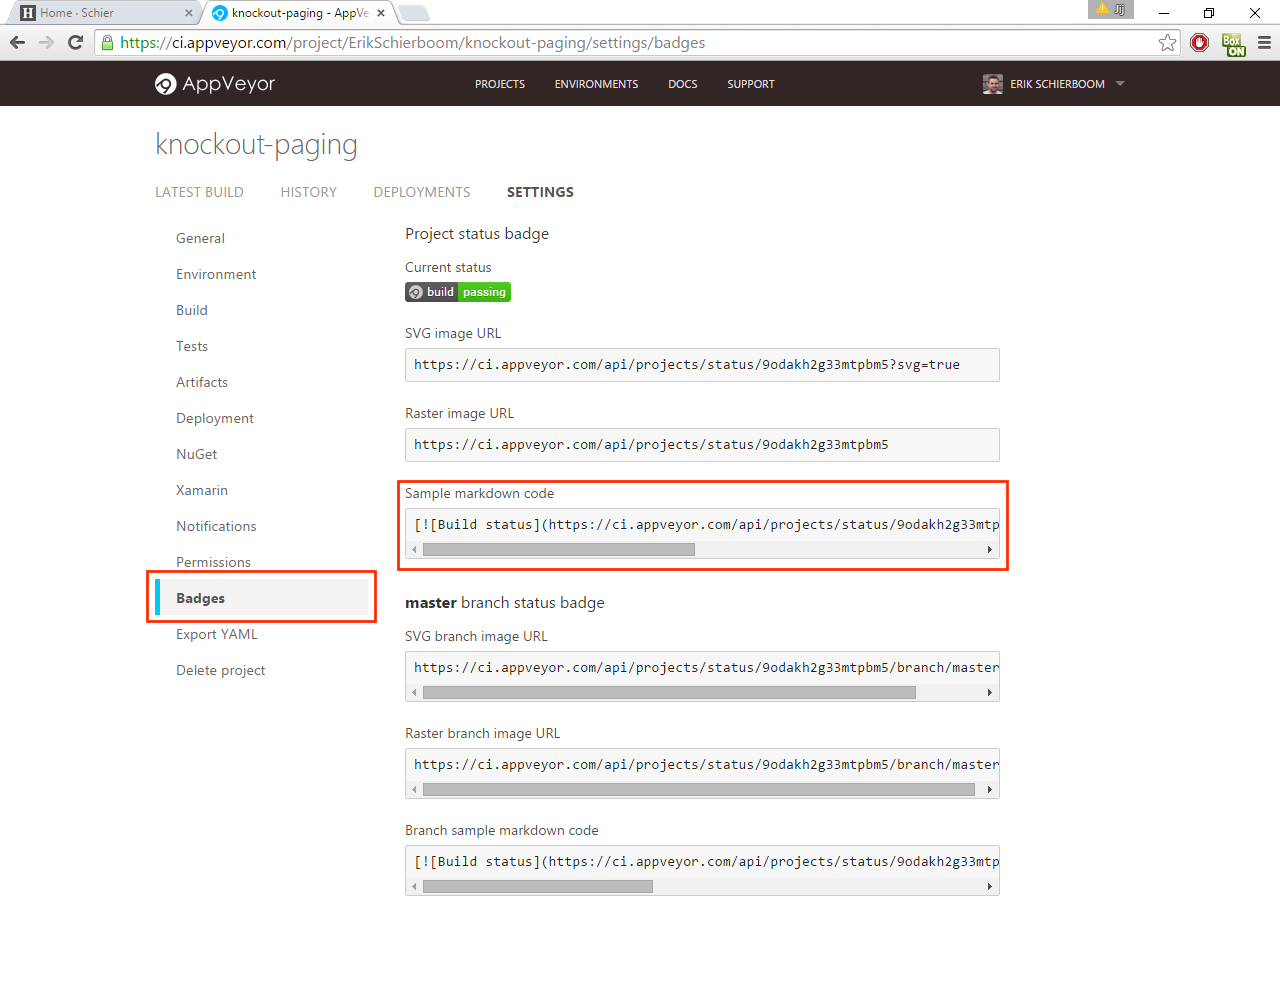 Home - Schier
knockout-paging - AppVe
Jj
https://ci.appveyor.com/project/ErikSchierboom/knockout-paging/settings/badges
Box
ON
AppVeyor
PROJECTS
ENVIRONMENTS
DOCS
SUPPORT
ERIK SCHIERBOOM
knockout-paging
LATEST BUILD
HISTORY
DEPLOYMENTS
SETTINGS
General
Environment
Build
Tests
Artifacts
Deployment
NuGet
Xamarin
Notifications
Permissions
Badges
Export YAML
Delete project
Project status badge
Current status
build passing
SVG image URL
https://ci.appveyor.com/api/projects/status/9odakh2g33mtpbm5?svg=true
Raster image URL
https://ci.appveyor.com/api/projects/status/9odakh2g33mtpbm5
Sample markdown code
[![Build status](https://ci.appveyor.com/api/projects/status/9odakh2g33mtp
master branch status badge
SVG branch image URL
https://ci.appveyor.com/api/projects/status/9odakh2g33mtpbm5/branch/master
Raster branch image URL
https://ci.appveyor.com/api/projects/status/9odakh2g33mtpbm5/branch/master
Branch sample markdown code
[![Build status](https://ci.appveyor.com/api/projects/status/9odakh2g33mtp